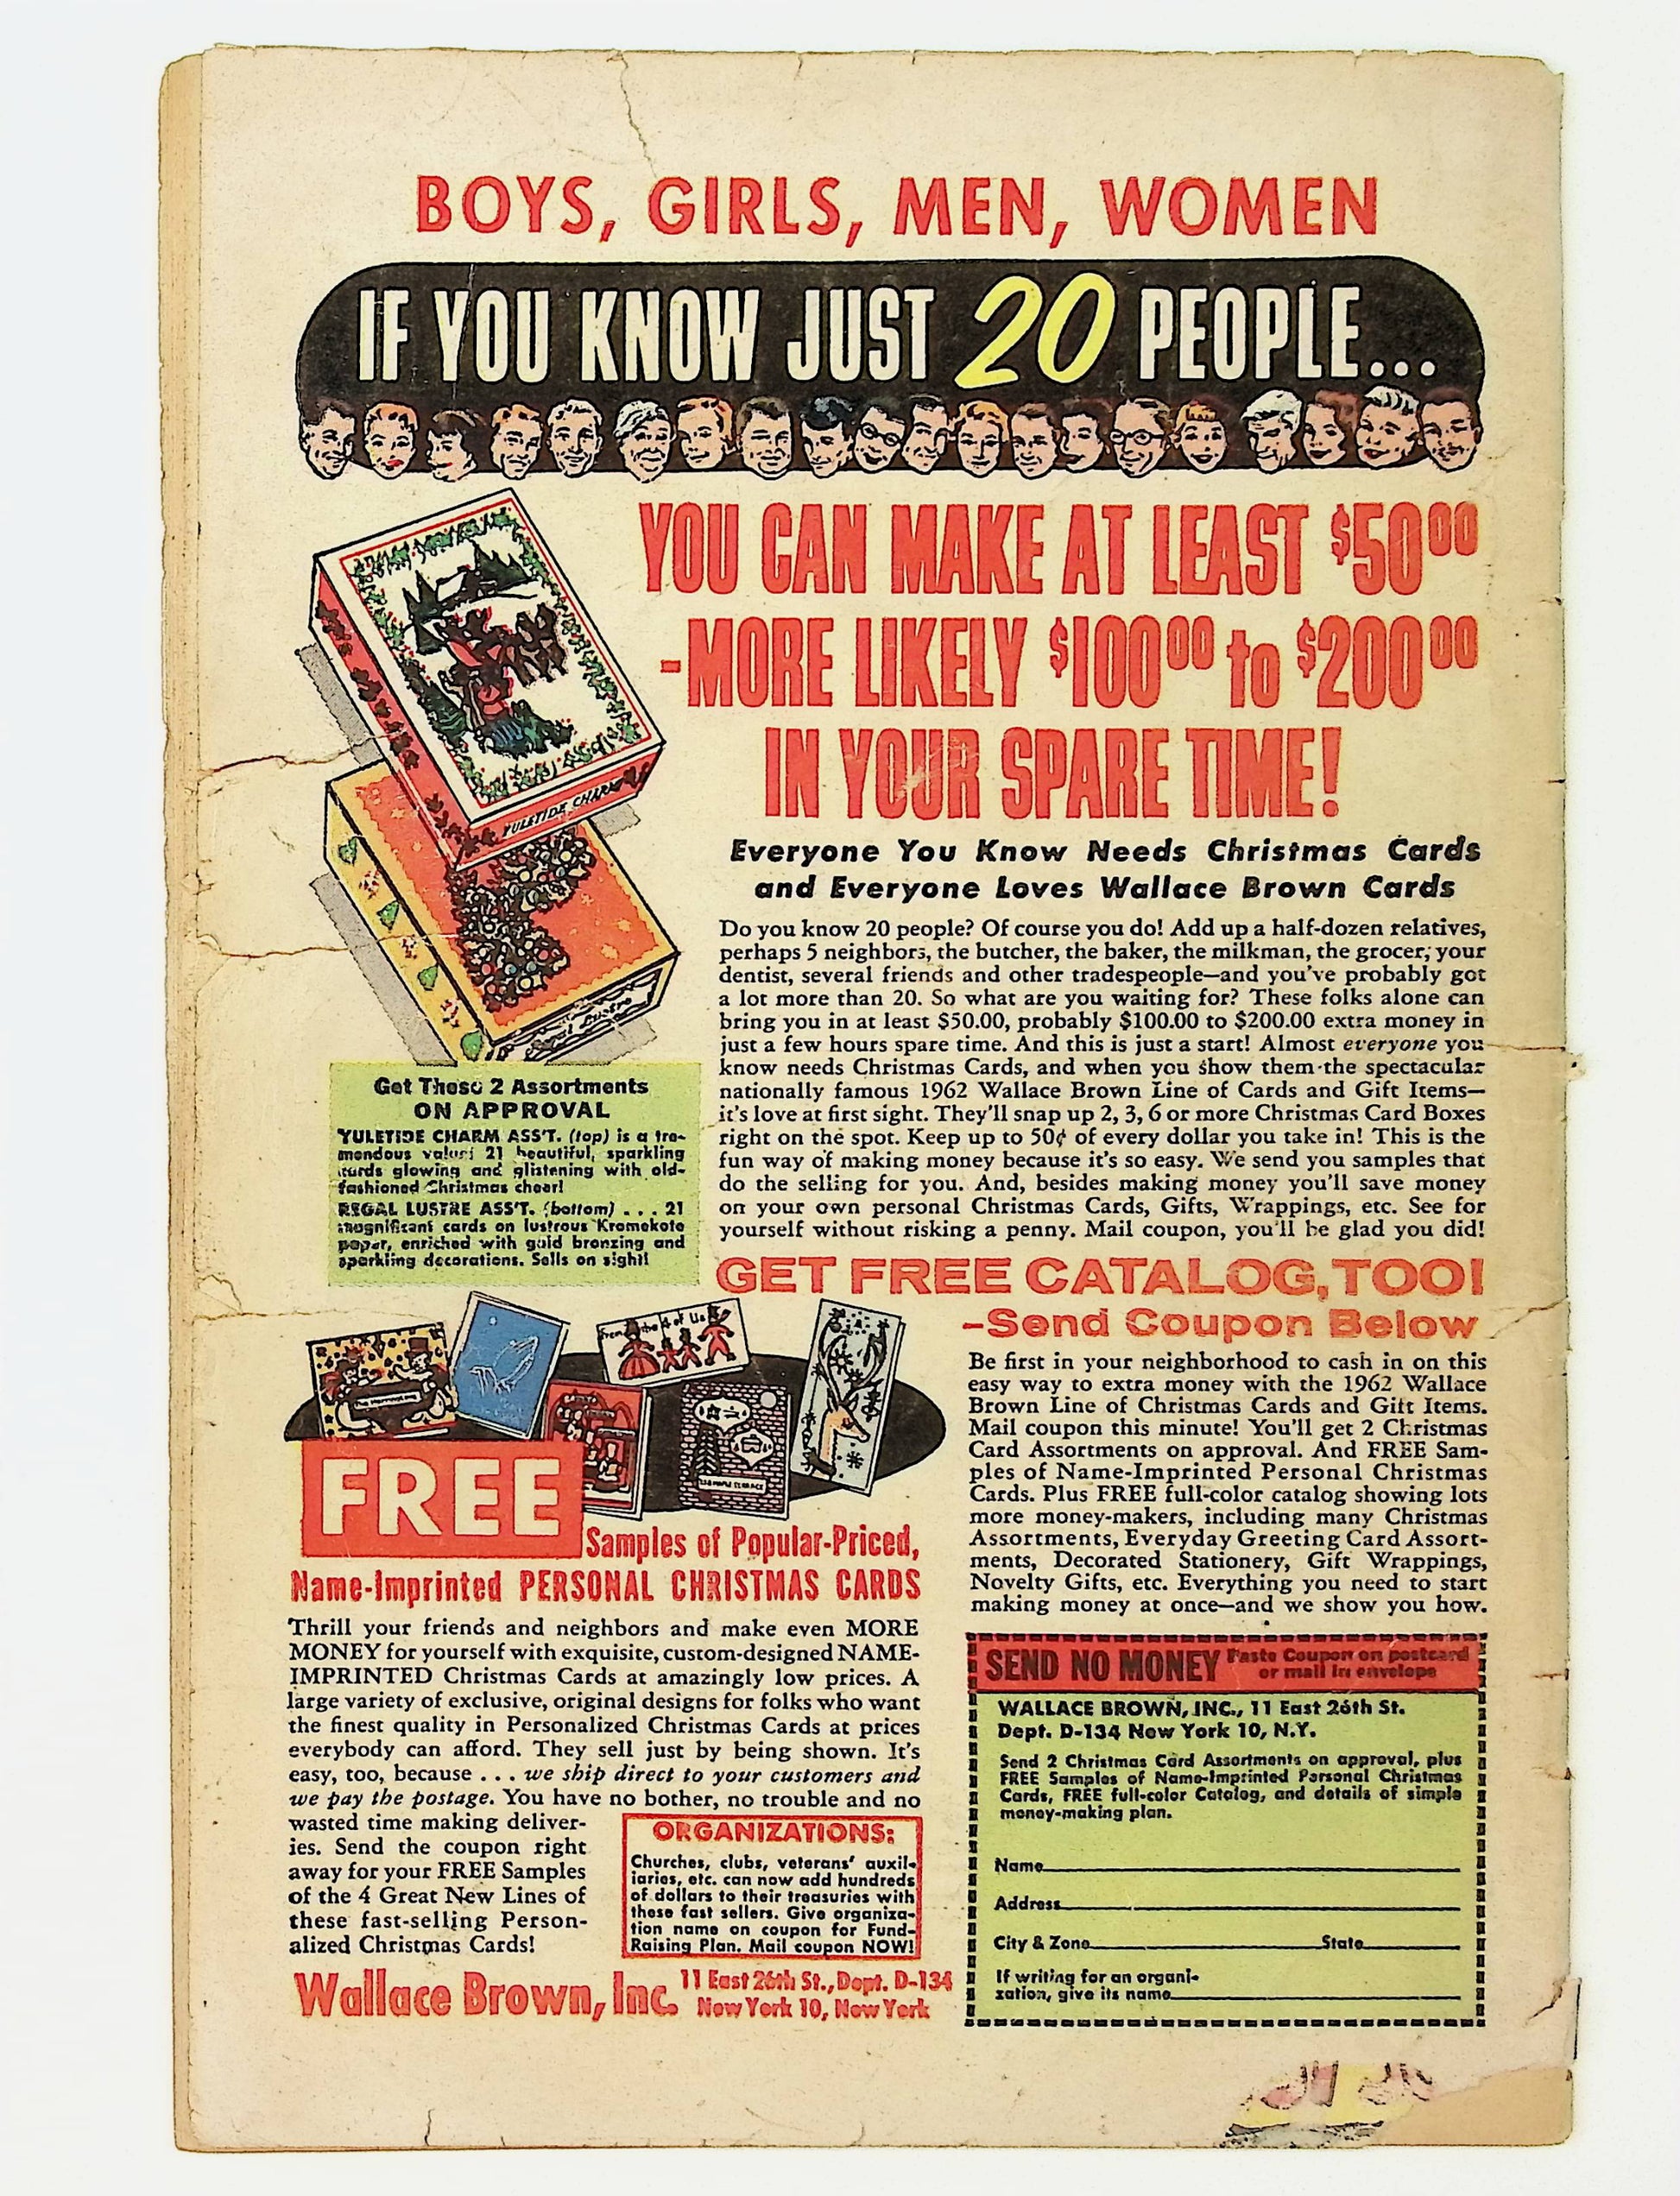 BOYS, GIRLS, MEN, WOMEN
IF YOU KNOW JUST 20 PEOPLE...
YOU CAN MAKE AT LEAST $50 00
-MORE LIKELY $100 00 to $200 00
IN YOUR SPARE TIME!
YULETIDE CHARM
Everyone You Know Needs Christmas Cards
and Everyone Loves Wallace Brown Cards
Do you know 20 people? Of course you do! Add up a half-dozen relatives,
perhaps 5 neighbors, the butcher, the baker, the milkman, the grocer, your
dentist, several friends and other tradespeople—and you've probably got
a lot more than 20. So what are you waiting for? These folks alone can
bring you in at least $50.00, probably $100.00 to $200.00 extra money in
just a few hours spare time. And this is just a start! Almost everyone you
know needs Christmas Cards, and when you show them the spectacular
nationally famous 1962 Wallace Brown Line of Cards and Gift Items—
it's love at first sight. They'll snap up 2, 3, 6 or more Christmas Card Boxes
right on the spot. Keep up to 50¢ of every dollar you take in! This is the
fun way of making money because it's so easy. We send you samples that
do the selling for you. And, besides making money you'll save money
on your own personal Christmas Cards, Gifts, Wrappings, etc. See for
yourself without risking a penny. Mail coupon, you'll be glad you did!
Get These 2 Assortments
ON APPROVAL
YULETIDE CHARM ASS'T. (top) is a tre-
mendous value! 21 beautiful, sparkling
cards glowing and glistening with old-
fashioned Christmas cheer!
REGAL LUSTRE ASS'T. (bottom) . . . 21
magnificant cards on lustrous Kromekote
paper, enriched with gold bronzing and
sparkling decorations. Sells on sight!
GET FREE CATALOG, TOO!
-Send Coupon Below
Be first in your neighborhood to cash in on this
easy way to extra money with the 1962 Wallace
Brown Line of Christmas Cards and Gift Items.
Mail coupon this minute! You'll get 2 Christmas
Card Assortments on approval. And FREE Sam-
ples of Name-Imprinted Personal Christmas
Cards. Plus FREE full-color catalog showing lots
more money-makers, including many Christmas
Assortments, Everyday Greeting Card Assort-
ments, Decorated Stationery, Gift Wrappings,
Novelty Gifts, etc. Everything you need to start
making money at once—and we show you how.
From the 4 of Us
FREE
Samples of Popular-Priced,
Name-Imprinted PERSONAL CHRISTMAS CARDS
Thrill your friends and neighbors and make even MORE
MONEY for yourself with exquisite, custom-designed NAME-
IMPRINTED Christmas Cards at amazingly low prices. A
large variety of exclusive, original designs for folks who want
the finest quality in Personalized Christmas Cards at prices
everybody can afford. They sell just by being shown. It's
easy, too, because . . . we ship direct to your customers and
we pay the postage. You have no bother, no trouble and no
wasted time making deliver-
ies. Send the coupon right
away for your FREE Samples
of the 4 Great New Lines of
these fast-selling Person-
alized Christmas Cards!
ORGANIZATIONS:
Churches, clubs, veterans' auxil-
iaries, etc. can now add hundreds
of dollars to their treasuries with
these fast sellers. Give organiza-
tion name on coupon for Fund-
Raising Plan. Mail coupon NOW!
Wallace Brown, Inc. 11 East 26th St., Dept. D-134
New York 10, New York
SEND NO MONEY Paste Coupon on postcard
or mail in envelope
WALLACE BROWN, INC., 11 East 26th St.
Dept. D-134 New York 10, N.Y.
Send 2 Christmas Card Assortments on approval, plus
FREE Samples of Name-Imprinted Personal Christmas
Cards, FREE full-color Catalog, and details of simple
money-making plan.
Name
Address
City & Zone State
If writing for an organi-
zation, give its name